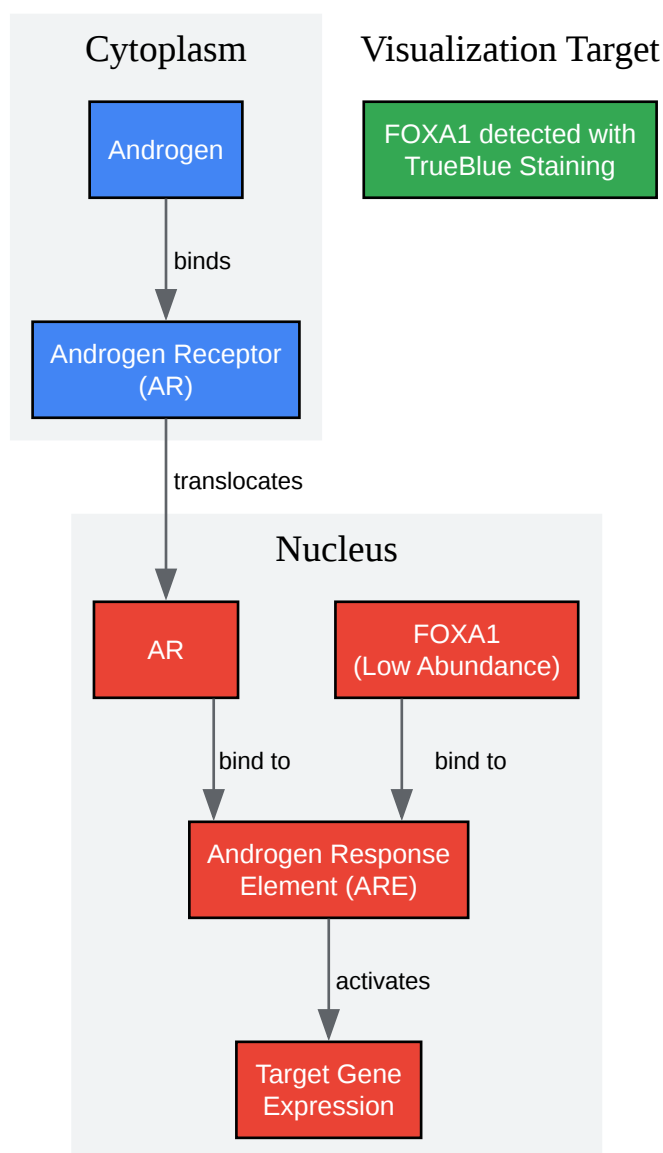 Cytoplasm
Visualization Target
Androgen
FOXA1 detected with
TrueBlue Staining
binds
Androgen Receptor
(AR)
translocates
Nucleus
AR
FOXA1
(Low Abundance)
bind to
bind to
Androgen Response
Element (ARE)
activates
Target Gene
Expression